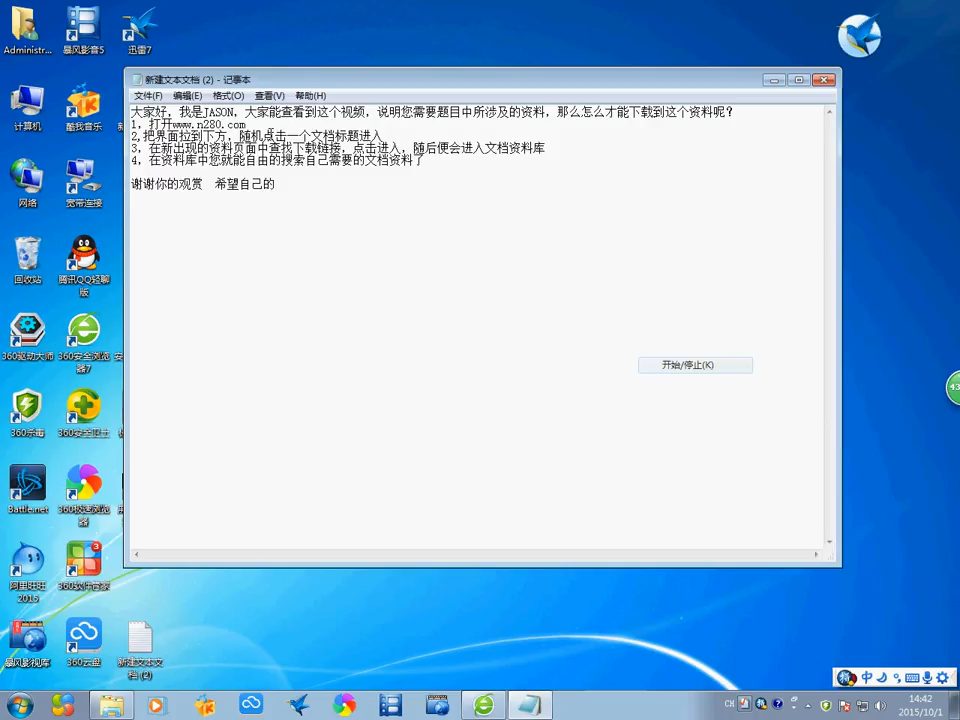 Administr...
暴风影音5
迅雷7
计算机
酷我音乐
网络
宽带连接
回收站
腾讯QQ轻聊版
360驱动大师
360安全浏览器7
360杀毒
360安全卫士
Battle.net
360极速浏览器
阿里旺旺2015
360软件管家
3
暴风影视库
360云盘
新建文本文档 (2)
新建文本文档 (2) - 记事本
文件(F) 编辑(E) 格式(O) 查看(V) 帮助(H)
大家好，我是JASON，大家能查看到这个视频，说明您需要题目中所涉及的资料，那么怎么才能下载到这个资料呢？
1，打开www.n280.com
2,把界面拉到下方，随机点击一个文档标题进入
3，在新出现的资料页面中查找下载链接，点击进入，随后便会进入文档资料库
4，在资料库中您就能自由的搜索自己需要的文档资料了
谢谢你的观赏 希望自己的
开始/停止(K)
43
中
CH
14:42
2015/10/1